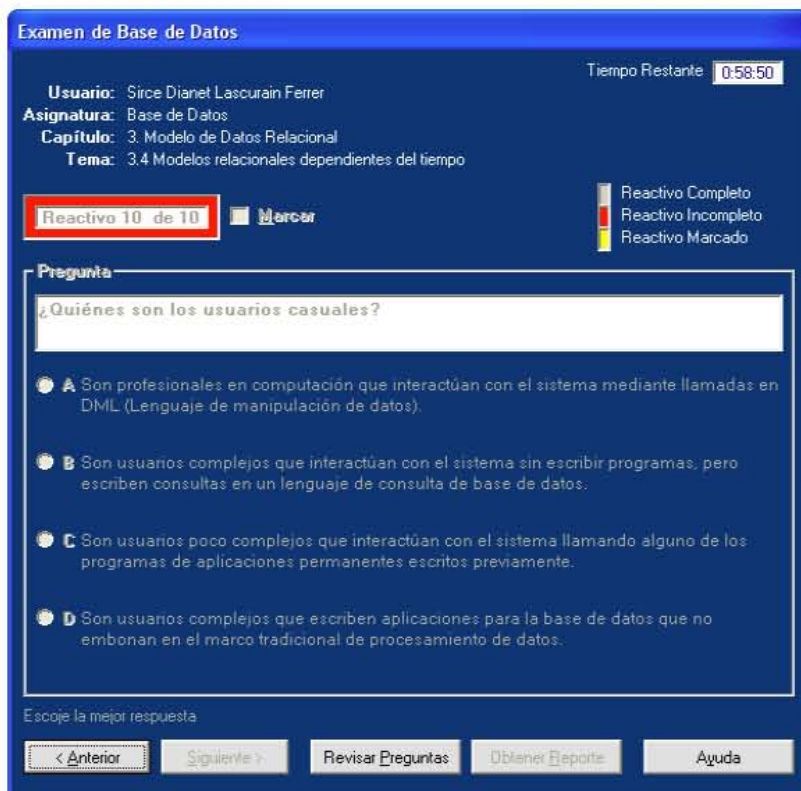 Examen de Base de Datos
Tiempo Restante 0:58:50
Usuario: Sirce Dianet Lascurain Ferrer
Asignatura: Base de Datos
Capítulo: 3. Modelo de Datos Relacional
Tema: 3.4 Modelos relacionales dependientes del tiempo
Reactivo 10 de 10
Marcar
Reactivo Completo
Reactivo Incompleto
Reactivo Marcado
Pregunta
¿Quiénes son los usuarios casuales?
A Son profesionales en computación que interactúan con el sistema mediante llamadas en
DML (Lenguaje de manipulación de datos).
B Son usuarios complejos que interactúan con el sistema sin escribir programas, pero
escriben consultas en un lenguaje de consulta de base de datos.
C Son usuarios poco complejos que interactúan con el sistema llamando alguno de los
programas de aplicaciones permanentes escritos previamente.
D Son usuarios complejos que escriben aplicaciones para la base de datos que no
embonan en el marco tradicional de procesamiento de datos.
Escoje la mejor respuesta
< Anterior
Siguiente >
Revisar Preguntas
Obtener Reporte
Ayuda